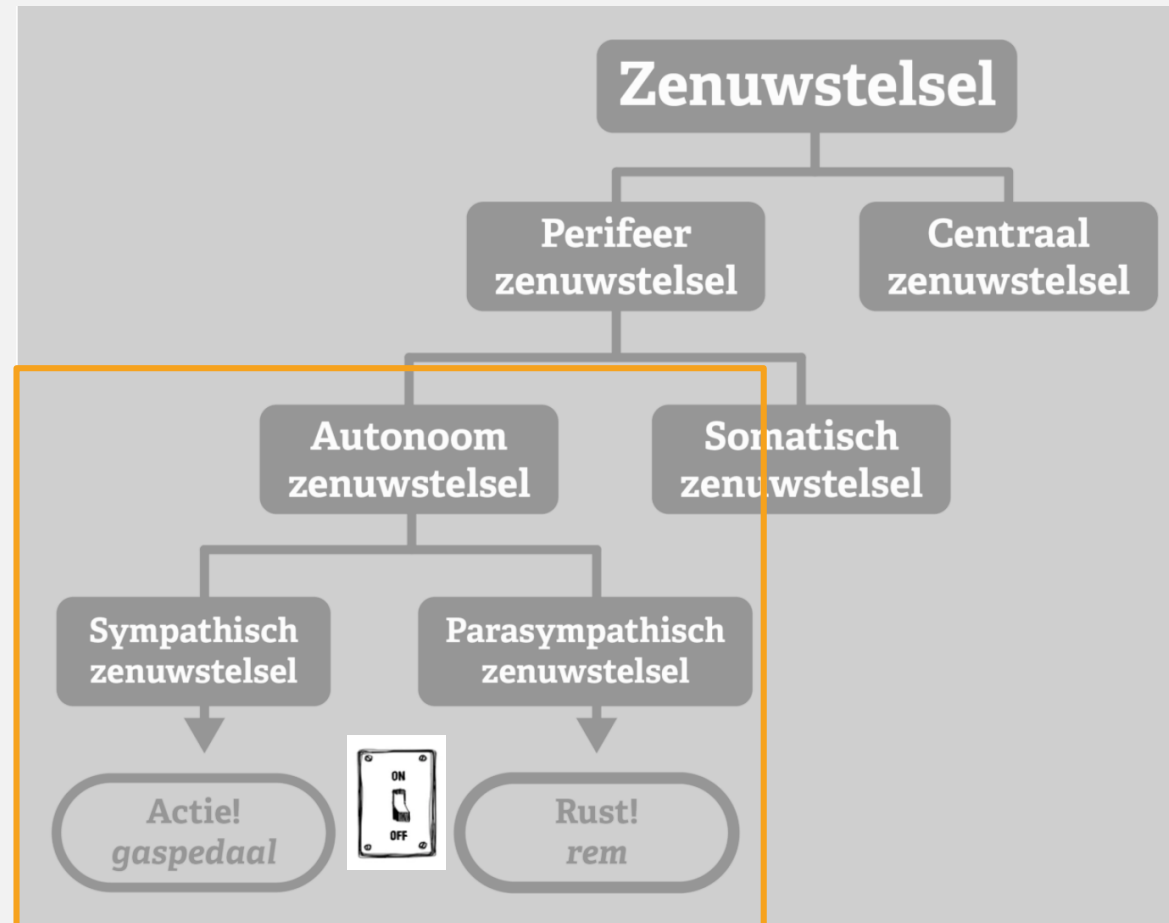 Zenuwstelsel
Perifeer
zenuwstelsel
Centraal
zenuwstelsel
Autonoom
zenuwstelsel
Somatisch
zenuwstelsel
Sympathisch
zenuwstelsel
Parasympathisch
zenuwstelsel
Actie!
gaspedaal
ON
OFF
Rust!
rem